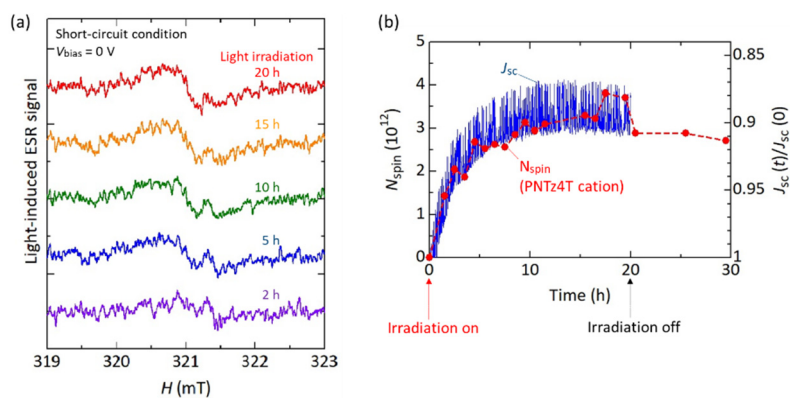 (a)
Short-circuit condition
Vbias = 0 V
Light irradiation
20 h
15 h
10 h
5 h
2 h
Light-induced ESR signal
319 320 321 322 323
H (mT)
(b)
Jsc
Nspin
(PNTz4T cation)
5
4
3
2
1
0
Nspin (10^12)
0.85
0.9
0.95
1
Jsc (t)/Jsc (0)
0 10 20 30
Time (h)
Irradiation on
Irradiation off